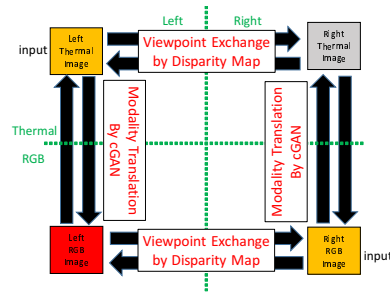 Left Right
input
Left
Thermal
Image
Viewpoint Exchange
by Disparity Map
Right
Thermal
Image
Thermal
RGB
Modality Translation
By cGAN
Modality Translation
By cGAN
Left
RGB
Image
Viewpoint Exchange
by Disparity Map
Right
RGB
Image
input